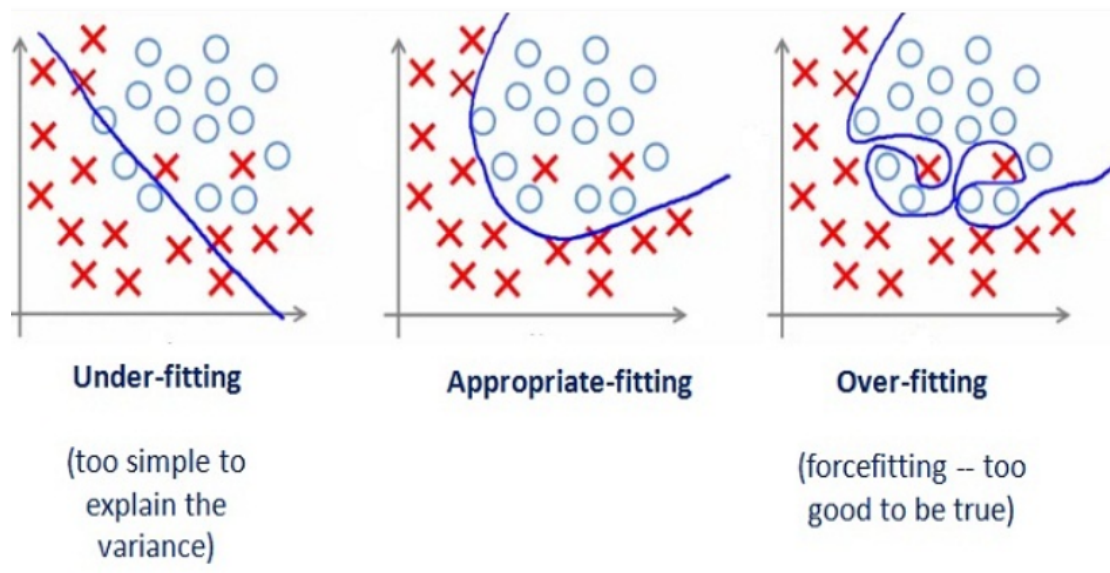 Under-fitting
(too simple to
explain the
variance)
Appropriate-fitting
Over-fitting
(forcefitting -- too
good to be true)